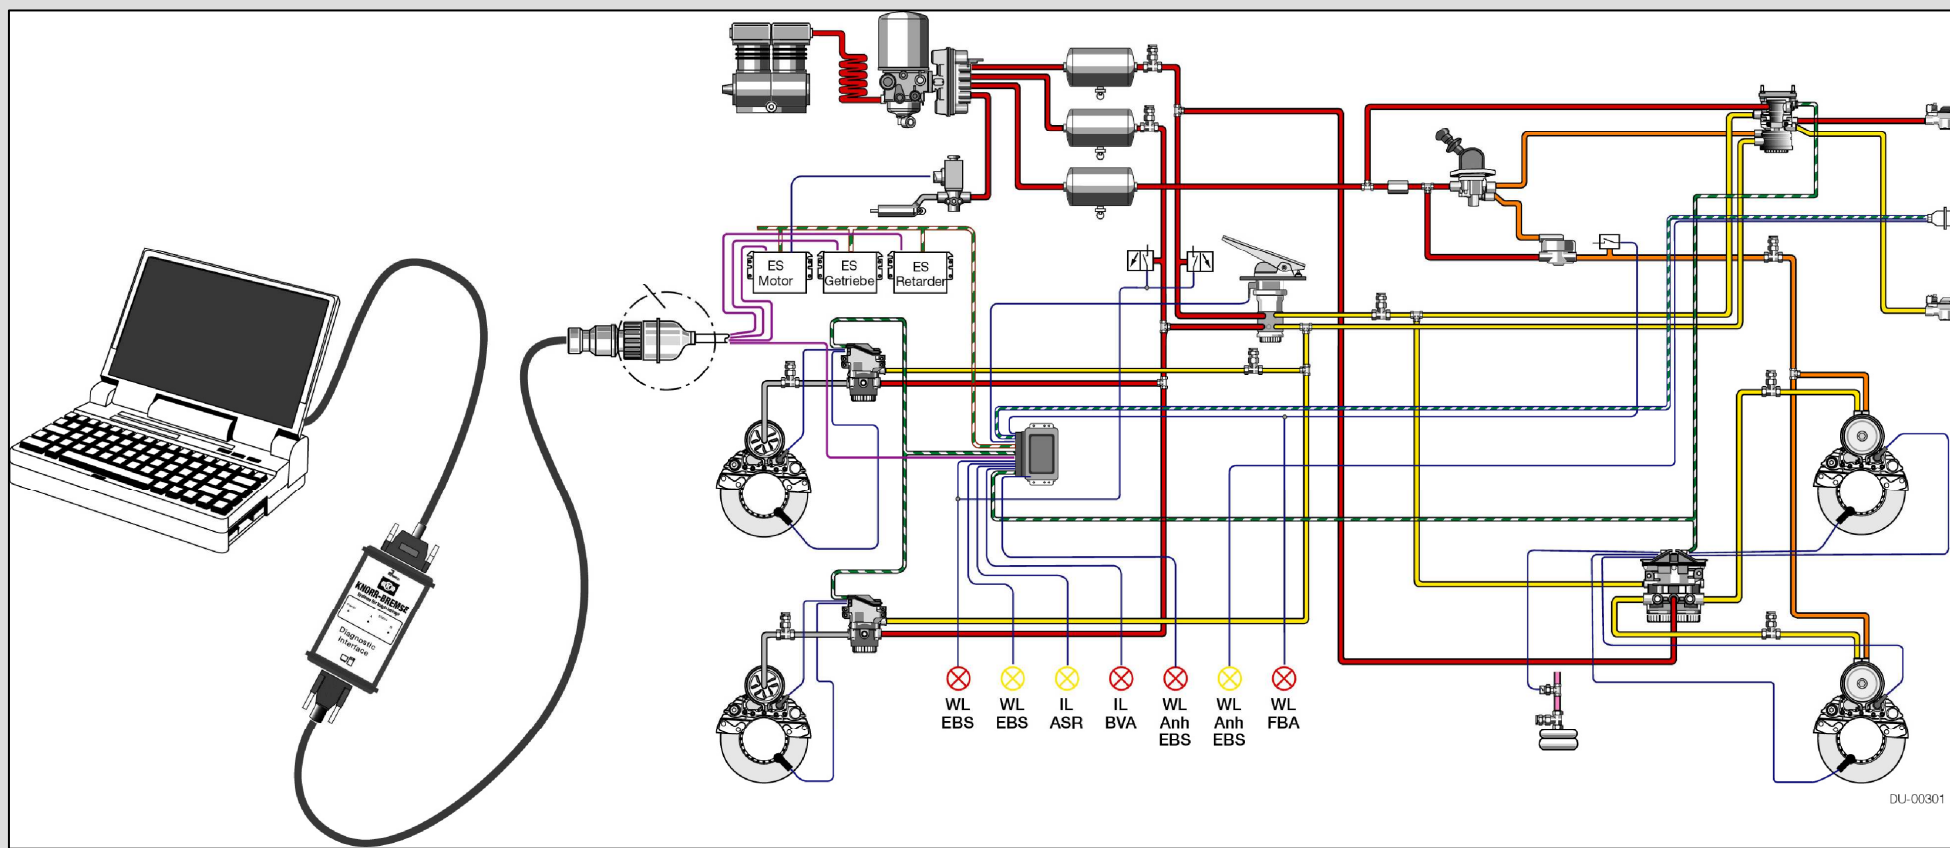 ES
Motor
ES
Getriebe
ES
Retarder
KNORR-BREMSE
Diagnostic
Interface
WL
EBS
WL
EBS
IL
ASR
IL
BVA
WL
Anh
EBS
WL
Anh
EBS
WL
FBA
DU-00301